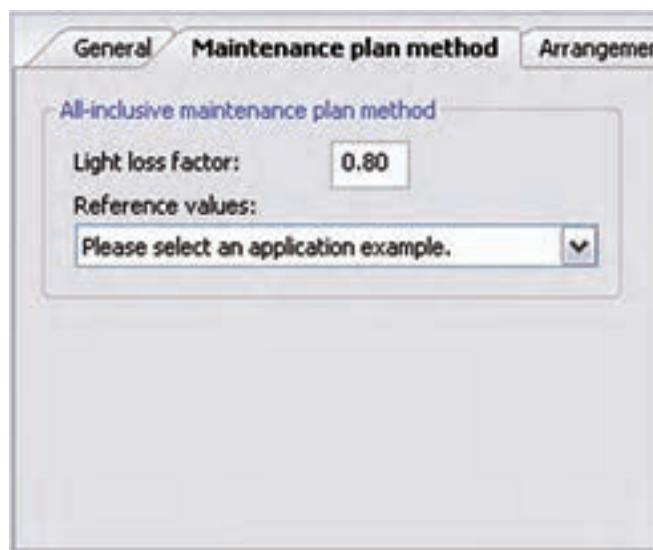 General Maintenance plan method Arrangemen
All-inclusive maintenance plan method
Light loss factor: 0.80
Reference values:
Please select an application example.